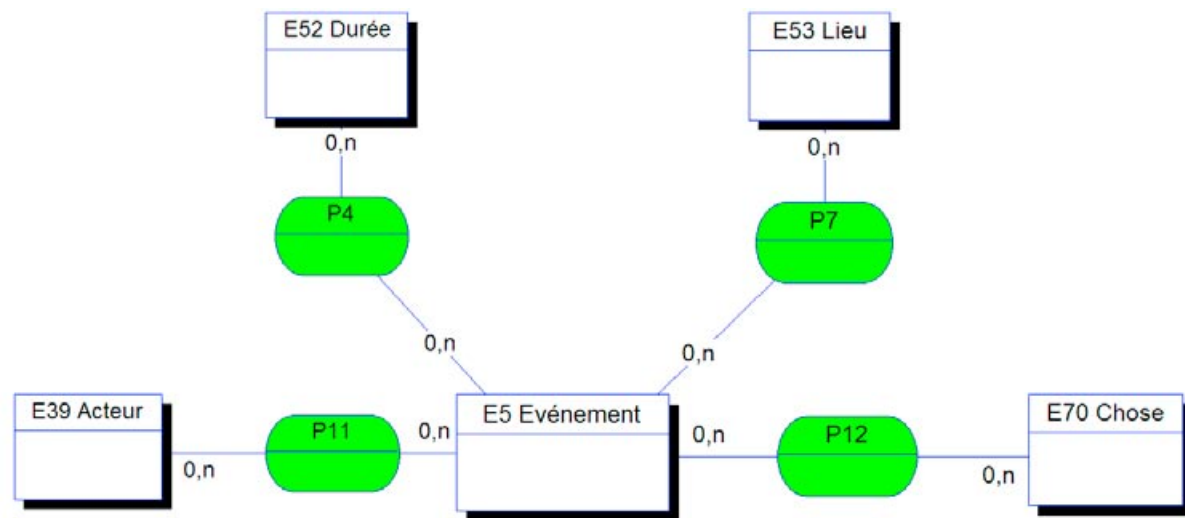 E52 Durée
E53 Lieu
0,n
0,n
P4
P7
0,n
0,n
E39 Acteur
P11
0,n
E5 Evénement
0,n
P12
E70 Chose
0,n
0,n